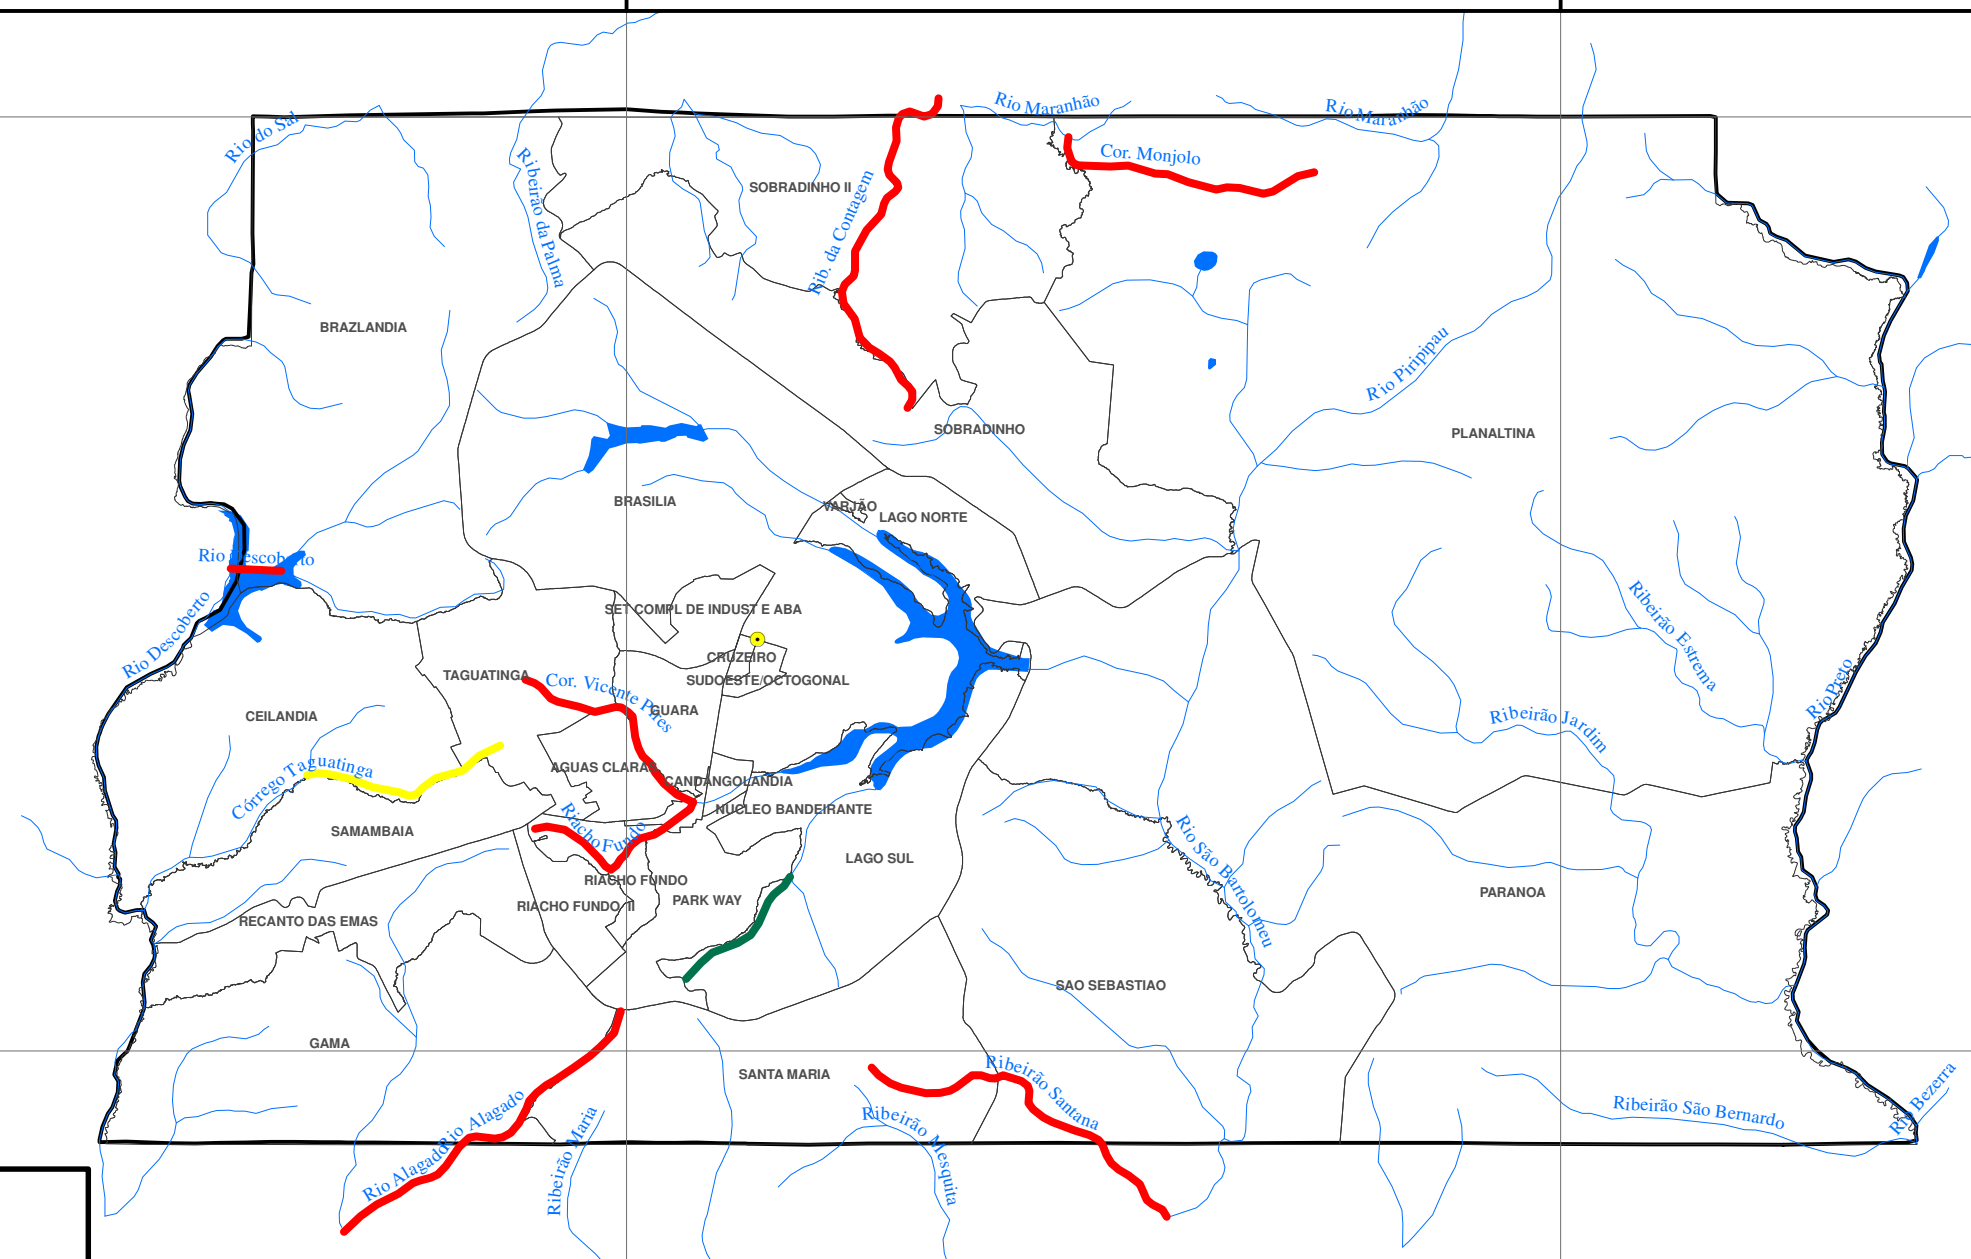 Rio Maranhão
Rio Maranhão
Rio do Sal
Cor. Monjolo
Ribeirão da Palma
SOBRADINHO II
Rib. da Contagem
BRAZLANDIA
Rio Piripipau
SOBRADINHO
PLANALTINA
BRASILIA
VARJÃO
LAGO NORTE
Rio Descoberto
Rio Descoberto
SET COMPL DE INDUST E ABA
CRUZEIRO
Ribeirão Estrema
TAGUATINGA
Cor. Vicente Pires
SUDOESTE/OCTOGONAL
Rio Preto
CEILANDIA
GUARA
Ribeirão Jardim
Córrego Taguatinga
AGUAS CLARAS
CANDANGOLANDIA
NUCLEO BANDEIRANTE
SAMAMBAIA
Riacho Fundo
LAGO SUL
Rio São Bartolomeu
RIACHO FUNDO
PARANOA
PARK WAY
RIACHO FUNDO II
RECANTO DAS EMAS
SAO SEBASTIAO
GAMA
SANTA MARIA
Ribeirão Santana
Rio Bezerra
Rio Alagado
Ribeirão Maria
Ribeirão Mesquita
Ribeirão São Bernardo
Rio Alagado